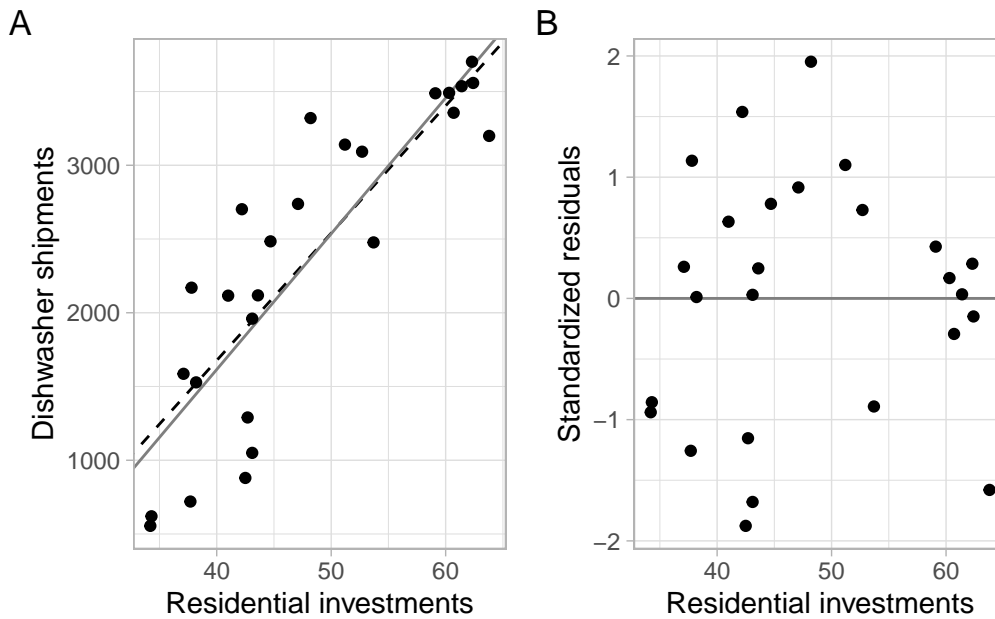 A
Dishwasher shipments
3000
2000
1000
40
50
60
Residential investments
B
Standardized residuals
2
1
0
−1
−2
40
50
60
Residential investments